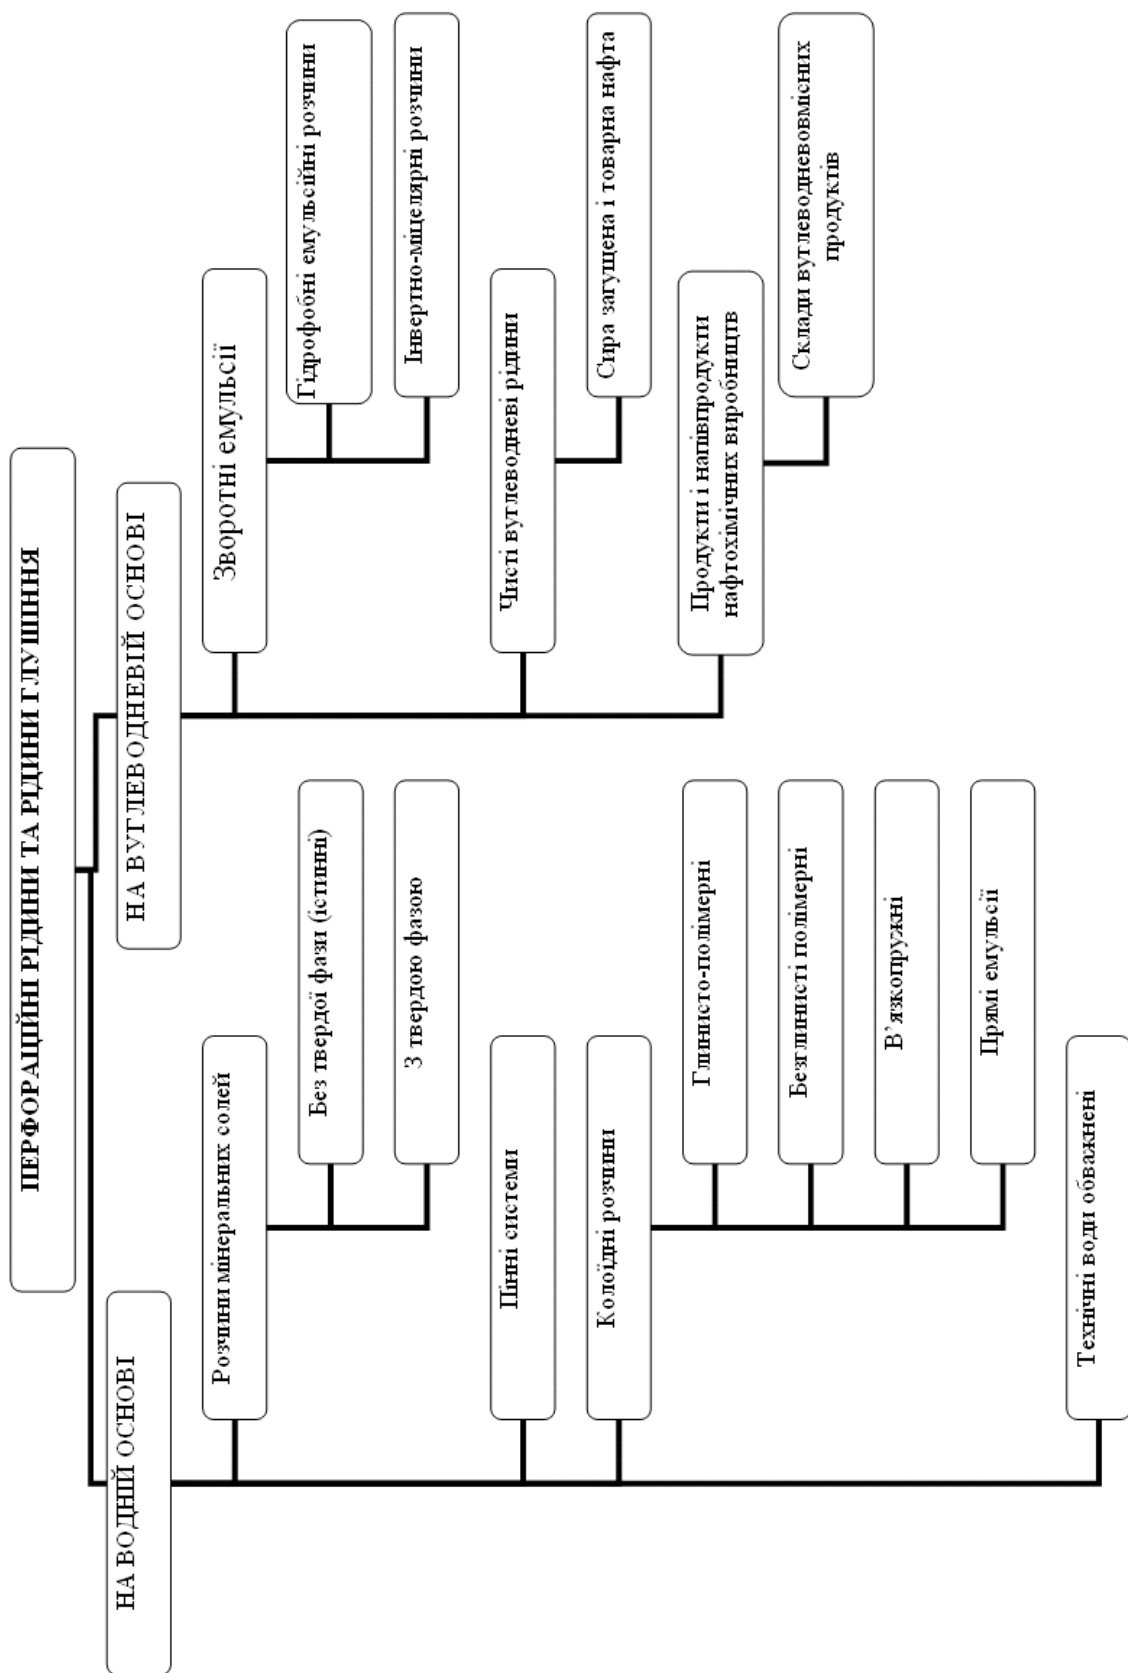 ПЕРФОРАЦІЙНІ РІДИНИ ТА РІДИНИ ГЛУШІННЯ
НА ВОДНІЙ ОСНОВІ
Розчини мінеральних солей
Без твердої фази (істинні)
З твердою фазою
Пінні системи
Колоїдні розчини
Глинисто-полімерні
Безглинисті полімерні
В’язкопружні
Прямі емульсії
Технічні води обважнені
НА ВУГЛЕВОДНЕВІЙ ОСНОВІ
Зворотні емульсії
Гідрофобні емульсійні розчини
Інвертно-міцелярні розчини
Чисті вуглеводневі рідини
Сира загущена і товарна нафта
Продукти і напівпродукти
нафтохімічних виробництв
Склади вуглеводневовмісних
продуктів